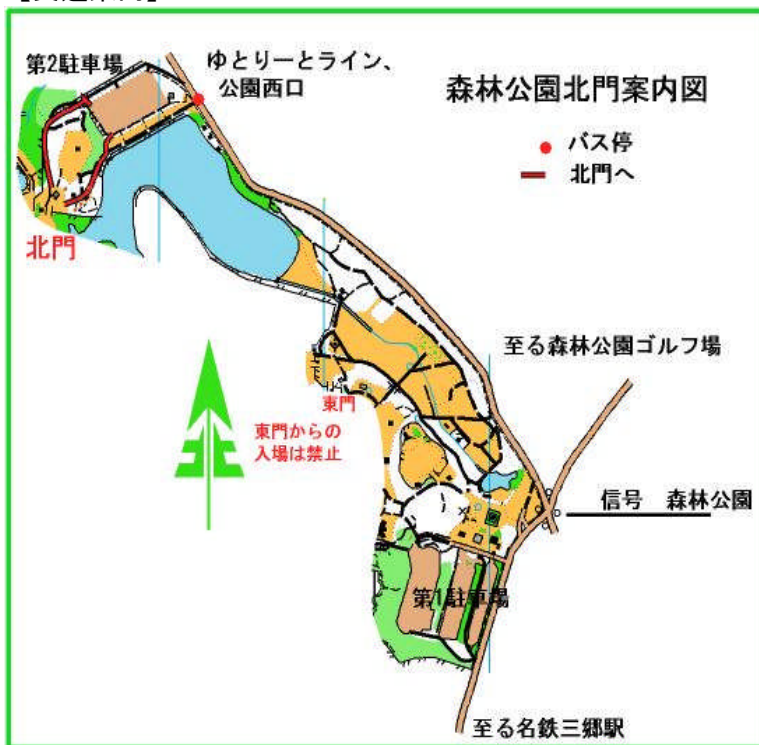 第2駐車場
ゆとりーとライン、
公園西口
森林公園北門案内図
バス停
北門へ
北門
至る森林公園ゴルフ場
東門
東門からの
入場は禁止
信号 森林公園
第1駐車場
至る名鉄三郷駅